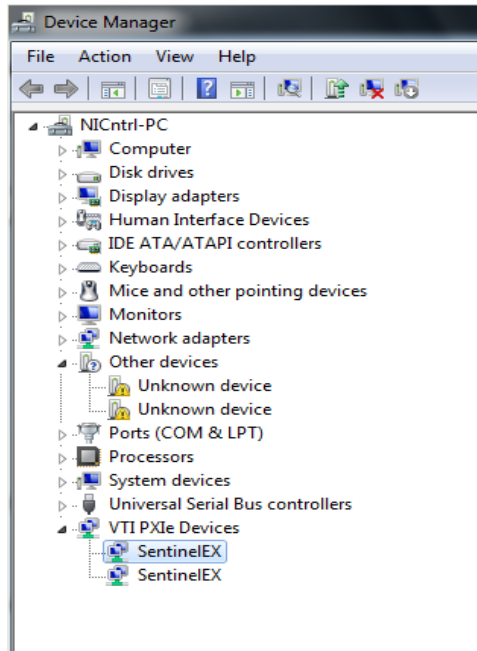 Device Manager
File Action View Help
NICntrl-PC
Computer
Disk drives
Display adapters
Human Interface Devices
IDE ATA/ATAPI controllers
Keyboards
Mice and other pointing devices
Monitors
Network adapters
Other devices
Unknown device
Unknown device
Ports (COM & LPT)
Processors
System devices
Universal Serial Bus controllers
VTI PXIe Devices
SentinelEX
SentinelEX